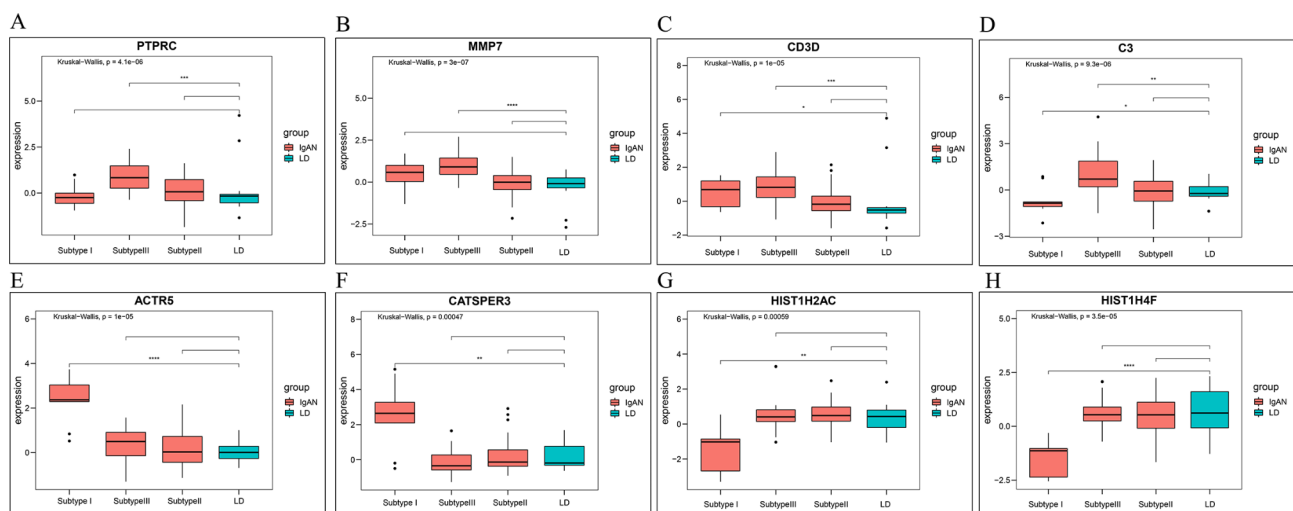 A
PTPRC
Kruskal-Wallis, p = 4.1e-06
***
expression
5.0
2.5
0.0
Subtype I
SubtypeIII
SubtypeII
LD
group
IgAN
LD
B
MMP7
Kruskal-Wallis, p = 3e-07
****
expression
5.0
2.5
0.0
−2.5
Subtype I
SubtypeIII
SubtypeII
LD
group
IgAN
LD
C
CD3D
Kruskal-Wallis, p = 1e-05
***
*
expression
8
6
4
2
0
−2
Subtype I
SubtypeIII
SubtypeII
LD
group
IgAN
LD
D
C3
Kruskal-Wallis, p = 9.3e-06
**
*
expression
6
3
0
−3
Subtype I
SubtypeIII
SubtypeII
LD
group
IgAN
LD
E
ACTR5
Kruskal-Wallis, p = 1e-05
****
expression
6
4
2
0
Subtype I
SubtypeIII
SubtypeII
LD
group
IgAN
LD
F
CATSPER3
Kruskal-Wallis, p = 0.00047
**
expression
8
6
4
2
0
Subtype I
SubtypeIII
SubtypeII
LD
group
IgAN
LD
G
HIST1H2AC
Kruskal-Wallis, p = 0.00059
**
expression
6
4
2
0
−2
Subtype I
SubtypeIII
SubtypeII
LD
group
IgAN
LD
H
HIST1H4F
Kruskal-Wallis, p = 3.5e-05
****
expression
5.0
2.5
0.0
−2.5
Subtype I
SubtypeIII
SubtypeII
LD
group
IgAN
LD